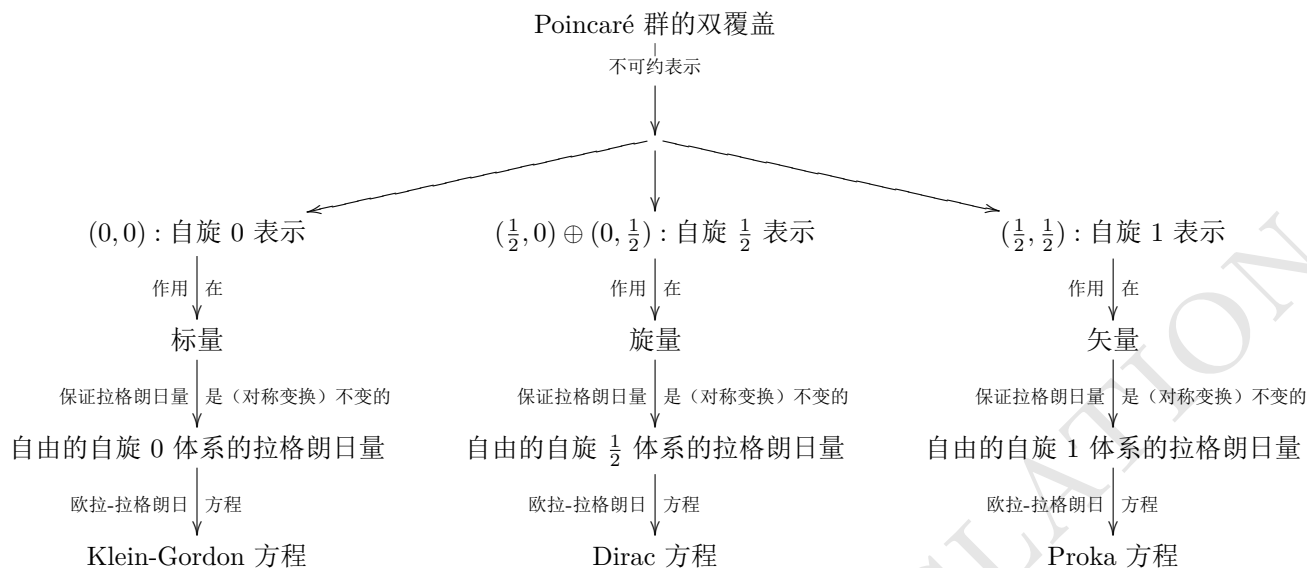 Poincaré 群的双覆盖
不可约表示
(0, 0) : 自旋 0 表示
(1/2, 0) ⊕ (0, 1/2) : 自旋 1/2 表示
(1/2, 1/2) : 自旋 1 表示
作用 在
作用 在
作用 在
标量
旋量
矢量
保证拉格朗日量 是（对称变换）不变的
保证拉格朗日量 是（对称变换）不变的
保证拉格朗日量 是（对称变换）不变的
自由的自旋 0 体系的拉格朗日量
自由的自旋 1/2 体系的拉格朗日量
自由的自旋 1 体系的拉格朗日量
欧拉-拉格朗日 方程
欧拉-拉格朗日 方程
欧拉-拉格朗日 方程
Klein-Gordon 方程
Dirac 方程
Proka 方程